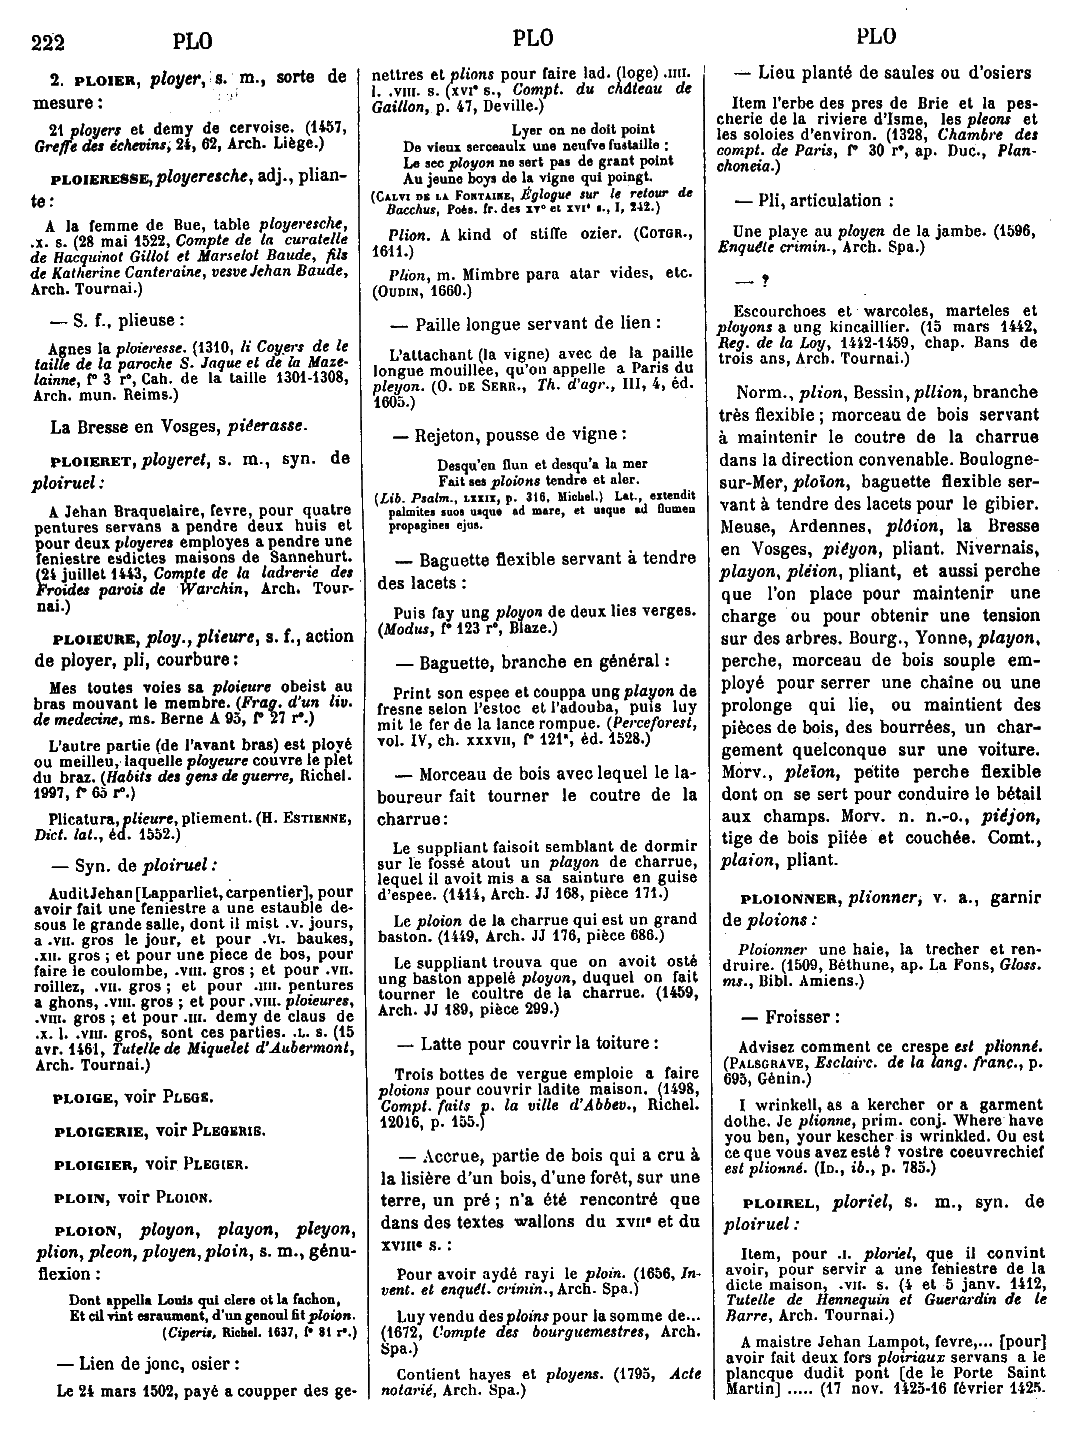 222 PLO PLO PLO
2. PLOIER, ployer, s. m., sorte de
mesure :
21 ployers et demy de cervoise. (1457,
Greffe des échevins, 24, 62, Arch. Liège.)
PLOIERESSE, ployeresche, adj., plian-
te :
A la femme de Bue, table ployeresche,
.x. s. (28 mai 1522, Compte de la curatelle
de Hacquinot Gillot et Marselot Baude, fils
de Katherine Canteraine, vesve Jehan Baude,
Arch. Tournai.)
— S. f., plieuse :
Agnes la ploieresse. (1310, li Coyers de le
taille de la paroche S. Jaque et de la Maze-
lainne, f° 3 r°, Cah. de la taille 1301-1308,
Arch. mun. Reims.)
La Bresse en Vosges, piéerasse.
PLOIERET, ployeret, s. m., syn. de
ploiruel :
A Jehan Braquelaire, fevre, pour quatre
pentures servans a pendre deux huis et
pour deux ployeres employes a pendre une
feniestre esdictes maisons de Sannehurt.
(24 juillet 1443, Compte de la ladrerie des
Froides parois de Warchin, Arch. Tour-
nai.)
PLOIEURE, ploy., plieure, s. f., action
de ployer, pli, courbure :
Mes toutes voies sa ploieure obeist au
bras mouvant le membre. (Frag. d'un liv.
de medecine, ms. Berne A 95, f° 27 r°.)
L'autre partie (de l'avant bras) est ployé
ou meilleu, laquelle ployeure couvre le plet
du braz. (Habits des gens de guerre, Richel.
1997, f° 65 r°.)
Plicatura, plieure, pliement. (H. ESTIENNE,
Dict. lat., éd. 1552.)
— Syn. de ploiruel :
Audit Jehan [Lapparliet, carpentier], pour
avoir fait une feniestre a une estauble de-
sous le grande salle, dont il mist .v. jours,
a .VII. gros le jour, et pour .VI. baukes,
.XII. gros ; et pour une piece de bos, pour
faire le coulombe, .VIII. gros ; et pour .VII.
roillez, .VII. gros ; et pour .IIII. pentures
a ghons, .VIII. gros ; et pour .VIII. ploieures,
.VIII. gros ; et pour .III. demy de claus de
.X. l. .VIII. gros, sont ces parties. .L. s. (15
avr. 1461, Tutelle de Miquelet d'Aubermont,
Arch. Tournai.)
PLOIGE, voir PLEGE.
PLOIGERIE, voir PLEGERIE.
PLOIGIER, voir PLEGIER.
PLOIN, voir PLOION.
PLOION, ployon, playon, pleyon,
plion, pleon, ployen, ploin, s. m., génu-
flexion :
Dont appella Louis qui clere ot la fachon,
Et cil vint esraument, d'un genoul fit ploion.
(Ciperis, Richel. 1637, f° 81 r°.)
— Lien de jonc, osier :
Le 24 mars 1502, payé a coupper des ge-
nettres et plions pour faire lad. (loge) .IIII.
l. .VIII. s. (XVI° s., Compt. du château de
Gaillon, p. 47, Deville.)
Lyer on ne doit point
De vieux serceaulx une neufve fustaille :
Le sec ployon ne sert pas de grant point
Au jeune boys de la vigne qui poingt.
(CALVI DE LA FONTAINE, Églogue sur le retour de
Bacchus, Poés. fr. des XV° et XVI° s., I, 242.)
Plion. A kind of stiffe ozier. (COTGR.,
1611.)
Plion, m. Mimbre para atar vides, etc.
(OUDIN, 1660.)
— Paille longue servant de lien :
L'attachant (la vigne) avec de la paille
longue mouillée, qu'on appelle a Paris du
pleyon. (O. DE SERR., Th. d'agr., III, 4, éd.
1605.)
— Rejeton, pousse de vigne :
Desqu'en flun et desqu'a la mer
Fait ses ploions tendre et aler.
(Lib. Psalm., LXXIX, p. 316, Michel.) Lat., extendit
palmites suos usque ad mare, et usque ad flumen
propagines ejus.
— Baguette flexible servant à tendre
des lacets :
Puis fay ung ployon de deux lies verges.
(Modus, f° 123 r°, Blaze.)
— Baguette, branche en général :
Print son espee et couppa ung playon de
fresne selon l'estoc et l'adouba, puis luy
mit le fer de la lance rompue. (Perceforest,
vol. IV, ch. XXXVII, f° 121ª, éd. 1528.)
— Morceau de bois avec lequel le la-
boureur fait tourner le coutre de la
charrue :
Le suppliant faisoit semblant de dormir
sur le fossé atout un playon de charrue,
lequel il avoit mis a sa sainture en guise
d'espee. (1414, Arch. JJ 168, pièce 171.)
Le ploion de la charrue qui est un grand
baston. (1449, Arch. JJ 176, pièce 686.)
Le suppliant trouva que on avoit osté
ung baston appelé ployon, duquel on fait
tourner le coultre de la charrue. (1459,
Arch. JJ 189, pièce 299.)
— Latte pour couvrir la toiture :
Trois bottes de vergue emploie a faire
ploions pour couvrir ladite maison. (1498,
Compt. faits p. la ville d'Abbev., Richel.
12016, p. 155.)
— Accrue, partie de bois qui a cru à
la lisière d'un bois, d'une forêt, sur une
terre, un pré ; n'a été rencontré que
dans des textes wallons du XVII° et du
XVIII° s. :
Pour avoir aydé rayi le ploin. (1656, In-
vent. et enquêt. crimin., Arch. Spa.)
Luy vendu des ploins pour la somme de...
(1672, Compte des bourguemestres, Arch.
Spa.)
Contient hayes et ployens. (1795, Acte
notarié, Arch. Spa.)
— Lieu planté de saules ou d'osiers
Item l'erbe des pres de Brie et la pes-
cherie de la riviere d'Isme, les pleons et
les soloies d'environ. (1328, Chambre des
compt. de Paris, f° 30 r°, ap. Duc., Plan-
choneia.)
— Pli, articulation :
Une playe au ployen de la jambe. (1596,
Enquéte crimin., Arch. Spa.)
— ?
Escourchoes et warcoles, marteles et
ployons a ung kincaillier. (15 mars 1442,
Reg. de la Loy, 1442-1459, chap. Bans de
trois ans, Arch. Tournai.)
Norm., plion, Bessin, pllion, branche
très flexible ; morceau de bois servant
à maintenir le coutre de la charrue
dans la direction convenable. Boulogne-
sur-Mer, ploïon, baguette flexible ser-
vant à tendre des lacets pour le gibier.
Meuse, Ardennes, plôion, la Bresse
en Vosges, piéyon, pliant. Nivernais,
playon, pléion, pliant, et aussi perche
que l'on place pour maintenir une
charge ou pour obtenir une tension
sur des arbres. Bourg., Yonne, playon,
perche, morceau de bois souple em-
ployé pour serrer une chaîne ou une
prolonge qui lie, ou maintient des
pièces de bois, des bourrées, un char-
gement quelconque sur une voiture.
Morv., pleïon, petite perche flexible
dont on se sert pour conduire le bétail
aux champs. Morv. n. n.-o., piéjon,
tige de bois pliée et couchée. Comt.,
plaion, pliant.
PLOIONNER, plionner, v. a., garnir
de ploions :
Ploionner une haie, la trecher et ren-
druire. (1509, Béthune, ap. La Fons, Gloss.
ms., Bibl. Amiens.)
— Froisser :
Advisez comment ce crespe est plionné.
(PALSGRAVE, Esclairc. de la lang. franc., p.
695, Génin.)
I wrinkell, as a kercher or a garment
dothe. Je plionne, prim. conj. Where have
you ben, your kescher is wrinkled. Ou est
ce que vous avez esté ? vostre coeuvrechief
est plionné. (ID., ib., p. 785.)
PLOIREL, ploriel, s. m., syn. de
ploiruel :
Item, pour .I. ploriel, que il convint
avoir, pour servir a une feniestre de la
dicte maison, .VII. s. (4 et 5 janv. 1412,
Tutelle de Hennequin et Guerardin de le
Barre, Arch. Tournai.)
A maistre Jehan Lampot, fevre,... [pour]
avoir fait deux fors ploiriaux servans a le
plancque dudit pont [de le Porte Saint
Martin] ..... (17 nov. 1425-16 février 1425.